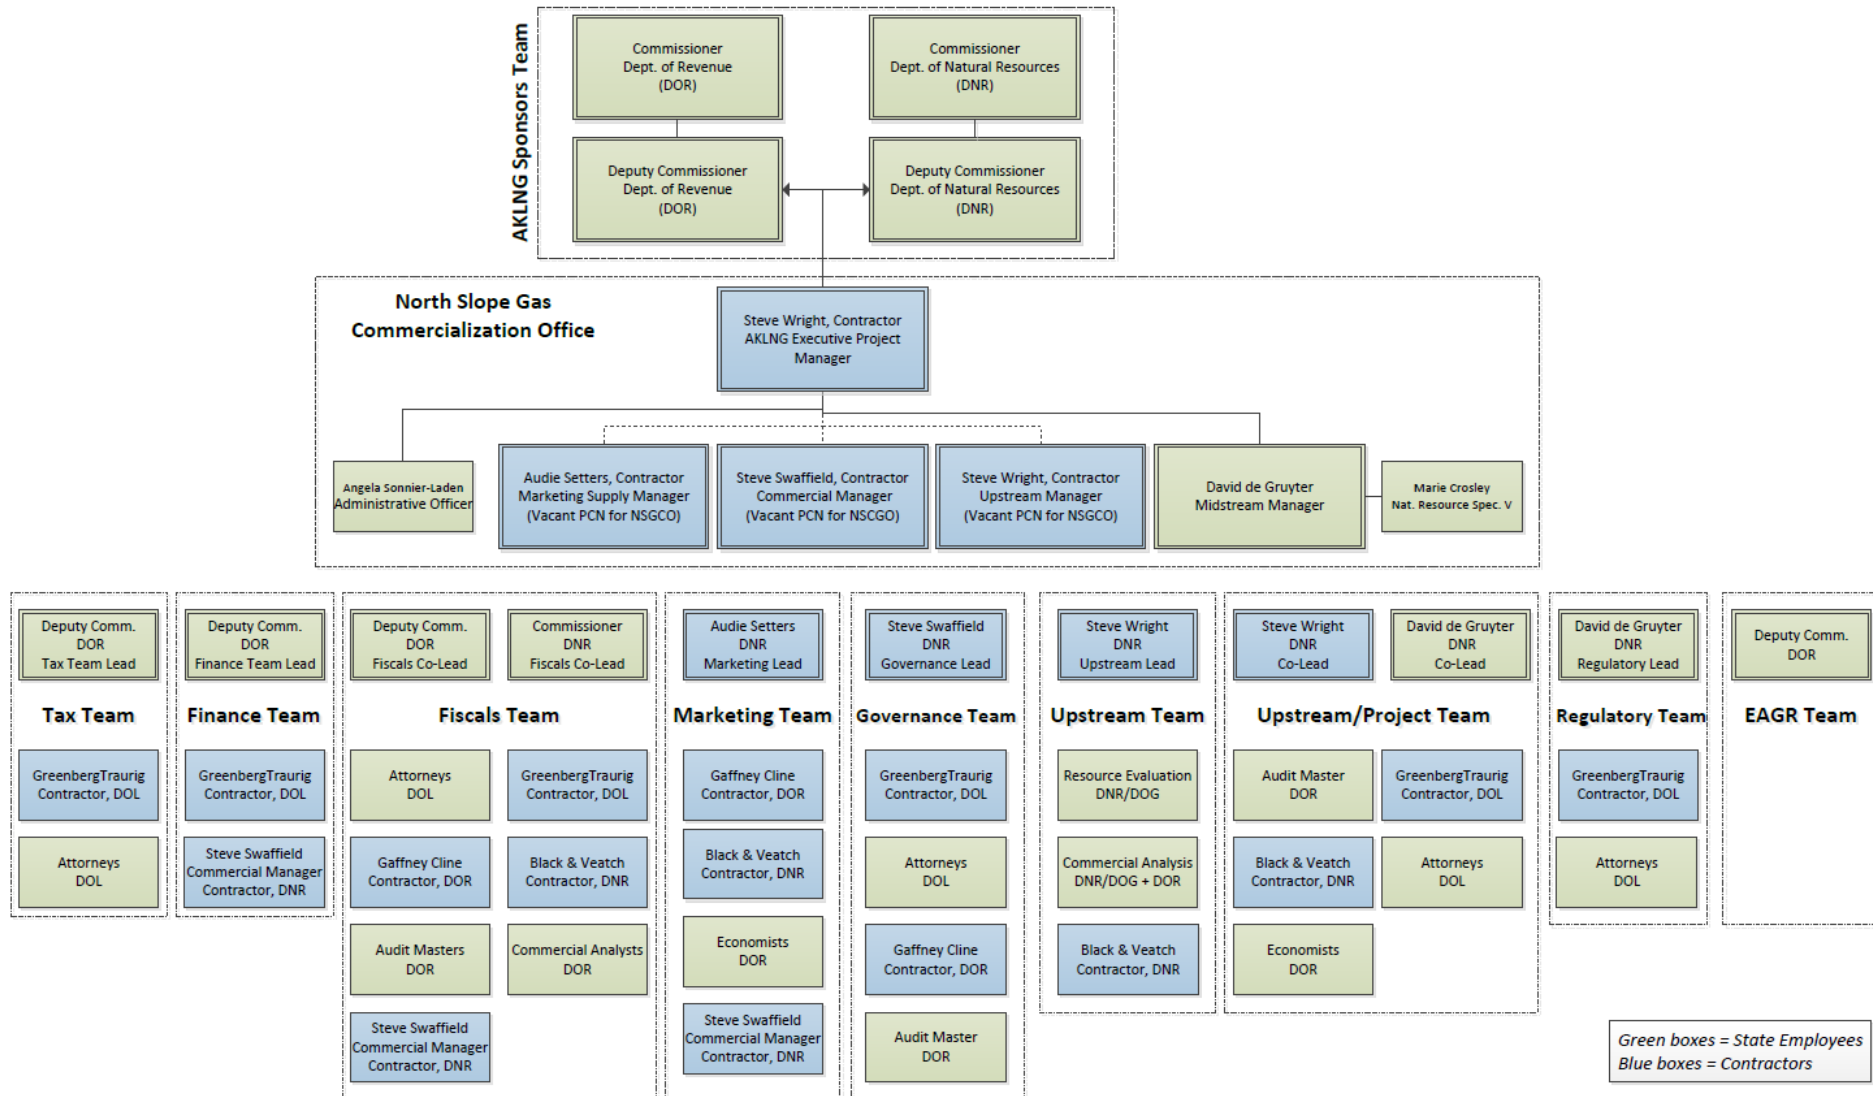 AKLNG Sponsors Team
Commissioner
Dept. of Revenue
(DOR)
Commissioner
Dept. of Natural Resources
(DNR)
Deputy Commissioner
Dept. of Revenue
(DOR)
Deputy Commissioner
Dept. of Natural Resources
(DNR)
North Slope Gas
Commercialization Office
Steve Wright, Contractor
AKLNG Executive Project
Manager
Angela Sonnier-Laden
Administrative Officer
Audie Setters, Contractor
Marketing Supply Manager
(Vacant PCN for NSGCO)
Steve Swaffield, Contractor
Commercial Manager
(Vacant PCN for NSCGO)
Steve Wright, Contractor
Upstream Manager
(Vacant PCN for NSGCO)
David de Gruyter
Midstream Manager
Marie Crosley
Nat. Resource Spec. V
Deputy Comm.
DOR
Tax Team Lead
Tax Team
GreenbergTraurig
Contractor, DOL
Attorneys
DOL
Deputy Comm.
DOR
Finance Team Lead
Finance Team
GreenbergTraurig
Contractor, DOL
Steve Swaffield
Commercial Manager
Contractor, DNR
Deputy Comm.
DOR
Fiscals Co-Lead
Commissioner
DNR
Fiscals Co-Lead
Fiscals Team
Attorneys
DOL
GreenbergTraurig
Contractor, DOL
Gaffney Cline
Contractor, DOR
Black & Veatch
Contractor, DNR
Audit Masters
DOR
Commercial Analysts
DOR
Steve Swaffield
Commercial Manager
Contractor, DNR
Audie Setters
DNR
Marketing Lead
Marketing Team
Gaffney Cline
Contractor, DOR
Black & Veatch
Contractor, DNR
Economists
DOR
Steve Swaffield
Commercial Manager
Contractor, DNR
Steve Swaffield
DNR
Governance Lead
Governance Team
GreenbergTraurig
Contractor, DOL
Attorneys
DOL
Gaffney Cline
Contractor, DOR
Audit Master
DOR
Steve Wright
DNR
Upstream Lead
Upstream Team
Resource Evaluation
DNR/DOG
Commercial Analysis
DNR/DOG + DOR
Black & Veatch
Contractor, DNR
Steve Wright
DNR
Co-Lead
David de Gruyter
DNR
Co-Lead
Upstream/Project Team
Audit Master
DOR
GreenbergTraurig
Contractor, DOL
Black & Veatch
Contractor, DNR
Attorneys
DOL
Economists
DOR
David de Gruyter
DNR
Regulatory Lead
Regulatory Team
GreenbergTraurig
Contractor, DOL
Attorneys
DOL
Deputy Comm.
DOR
EAGR Team
Green boxes = State Employees
Blue boxes = Contractors